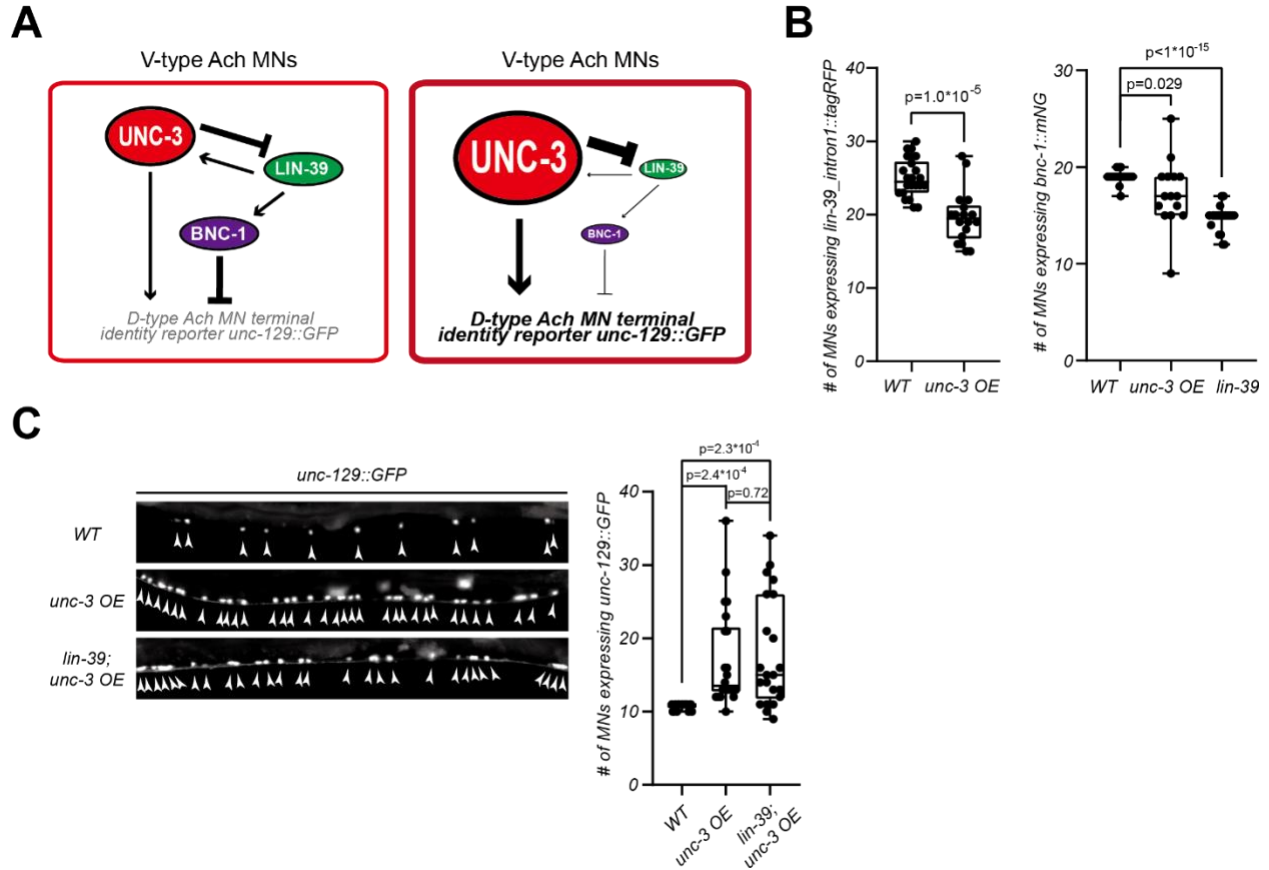 A
V-type Ach MNs
UNC-3
LIN-39
BNC-1
D-type Ach MN terminal
identity reporter unc-129::GFP
V-type Ach MNs
UNC-3
LIN-39
BNC-1
D-type Ach MN terminal
identity reporter unc-129::GFP
B
# of MNs expressing lin-39_intron1::tagRFP
40
30
20
10
0
p=1.0*10-5
WT
unc-3 OE
# of MNs expressing bnc-1::mNG
30
20
10
0
p<1*10-15
p=0.029
WT
unc-3 OE
lin-39
C
unc-129::GFP
WT
unc-3 OE
lin-39;
unc-3 OE
# of MNs expressing unc-129::GFP
40
30
20
10
0
p=2.3*10-4
p=2.4*10-4
p=0.72
WT
unc-3 OE
lin-39;
unc-3 OE